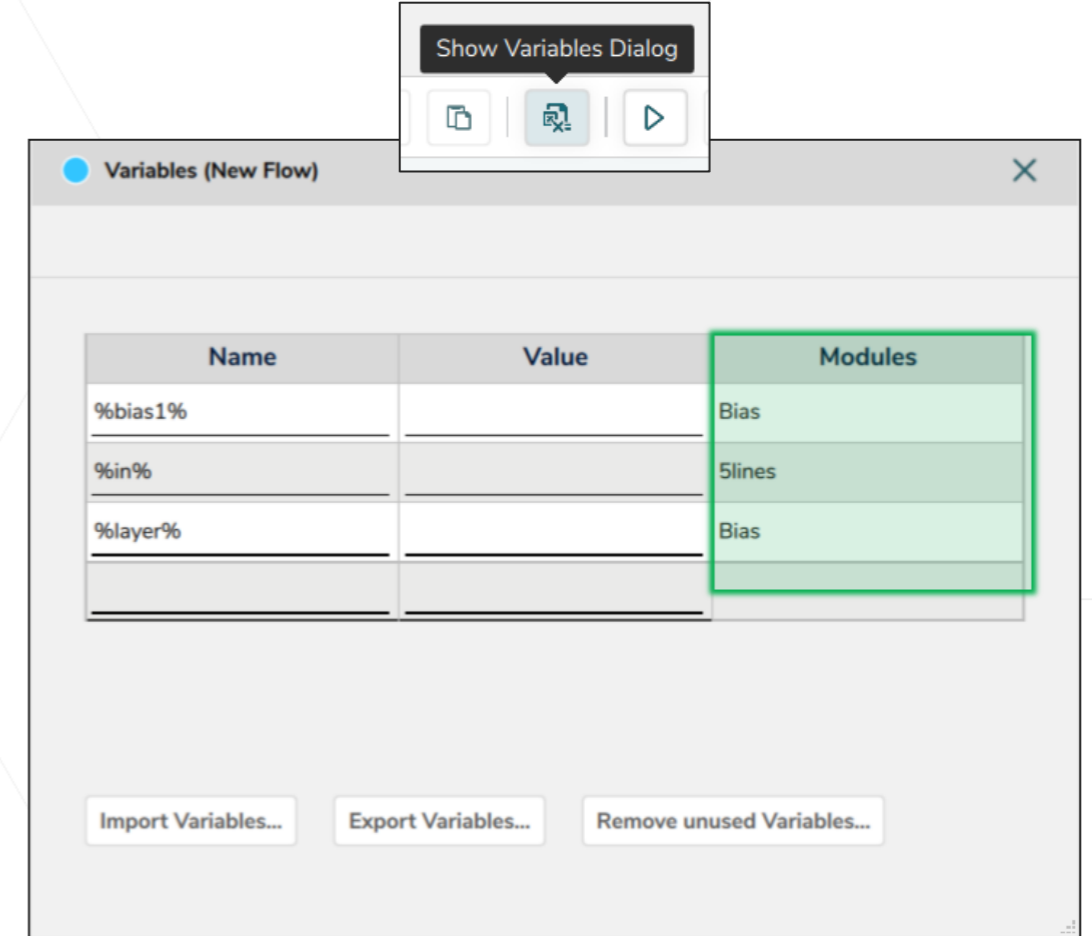 Show Variables Dialog
Variables (New Flow)
Name Value Modules
%bias1% Bias
%in% 5lines
%layer% Bias
Import Variables... Export Variables... Remove unused Variables...